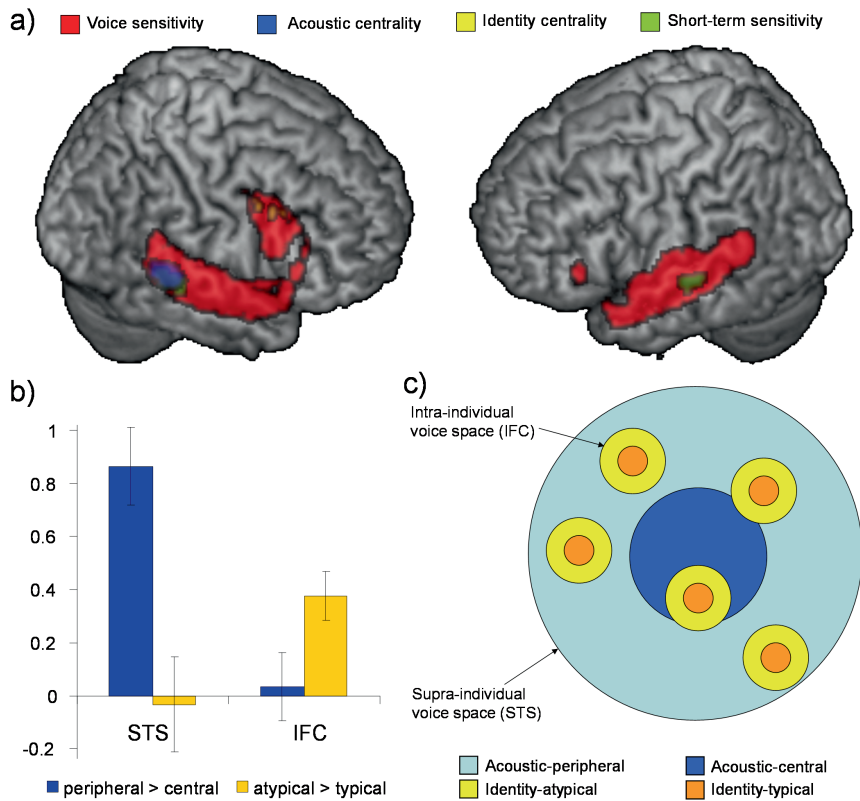 a) Voice sensitivity Acoustic centrality Identity centrality Short-term sensitivity
b)
1
0.8
0.6
0.4
0.2
0
-0.2
STS IFC
peripheral > central atypical > typical
c)
Intra-individual
voice space (IFC)
Supra-individual
voice space (STS)
Acoustic-peripheral Acoustic-central
Identity-atypical Identity-typical